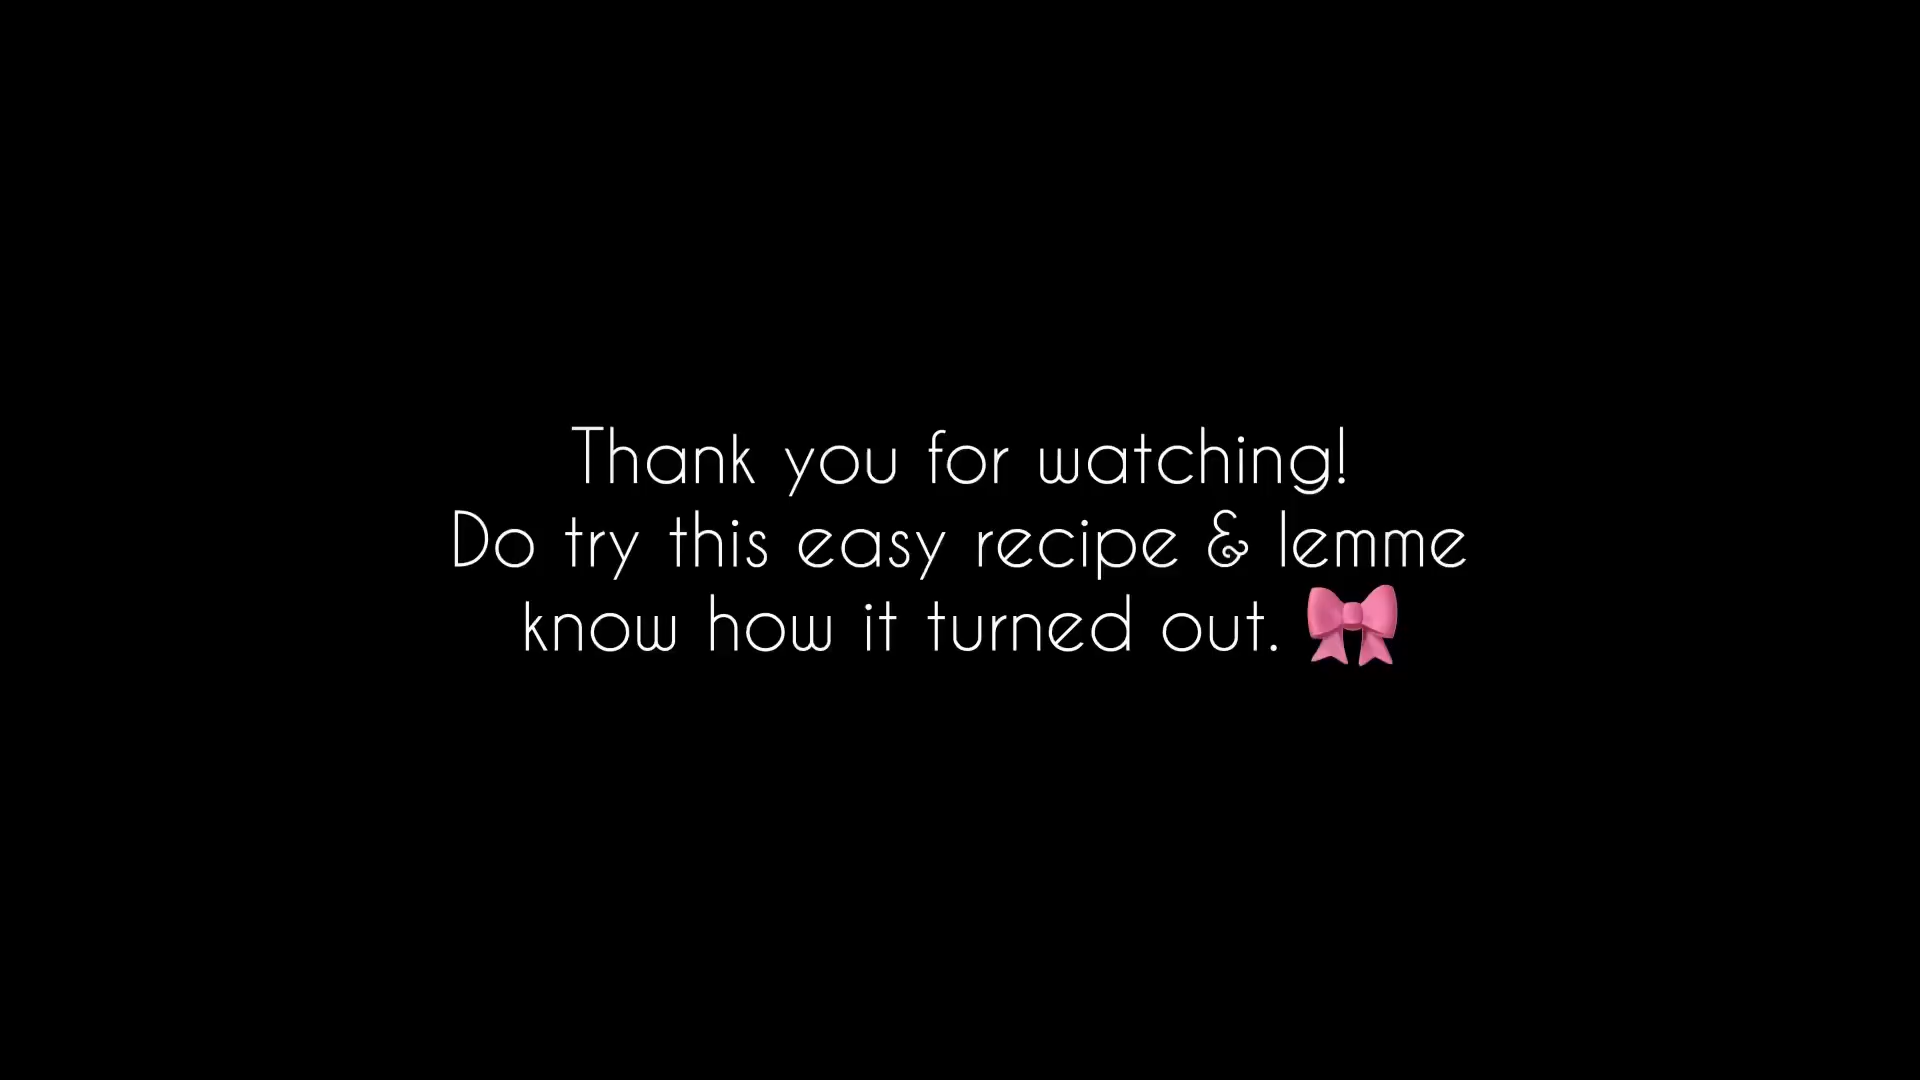 Thank you for watching!
Do try this easy recipe & lemme
know how it turned out. 🎀